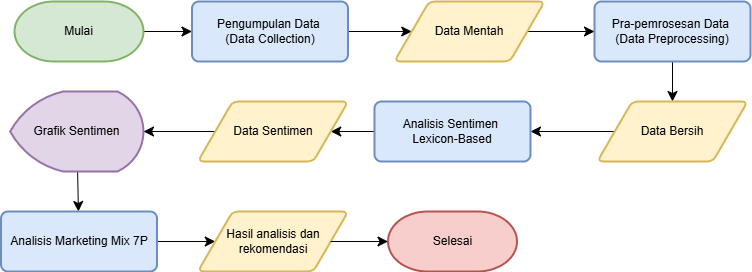 Mulai
Pengumpulan Data
(Data Collection)
Data Mentah
Pra-pemrosesan Data
(Data Preprocessing)
Data Bersih
Analisis Sentimen
Lexicon-Based
Data Sentimen
Grafik Sentimen
Analisis Marketing Mix 7P
Hasil analisis dan
rekomendasi
Selesai